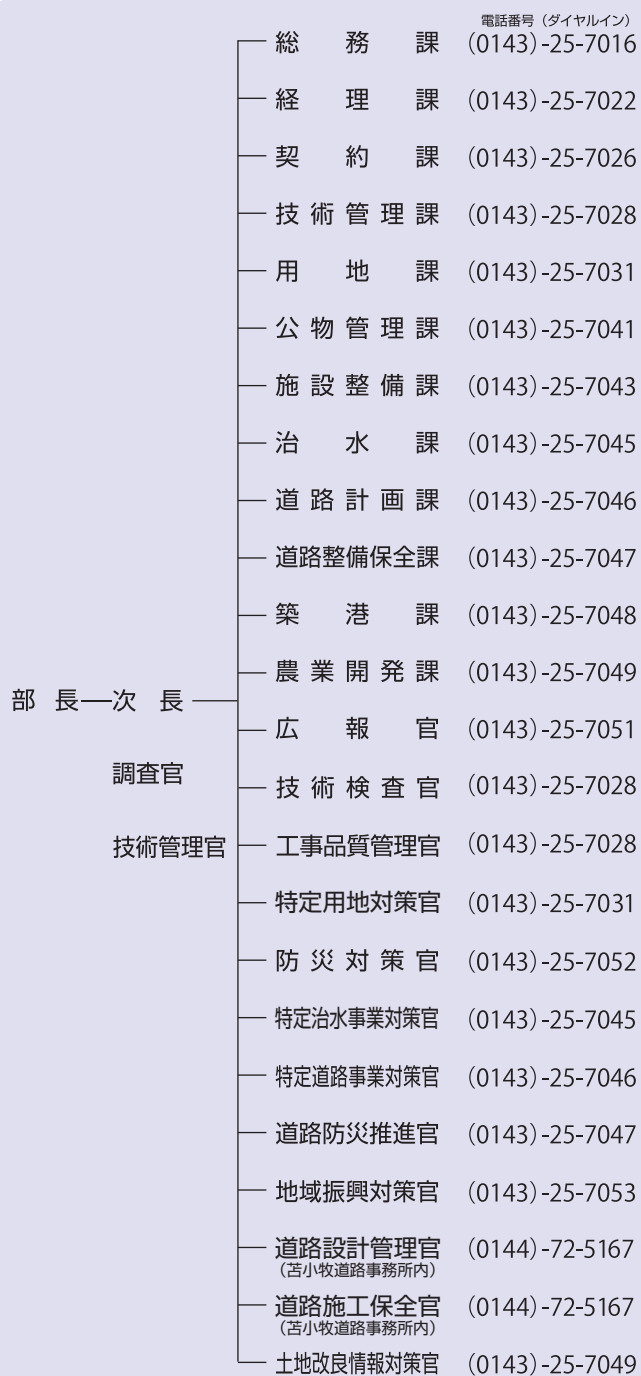 電話番号（ダイヤルイン）
総務課 (0143)-25-7016
経理課 (0143)-25-7022
契約課 (0143)-25-7026
技術管理課 (0143)-25-7028
用地課 (0143)-25-7031
公物管理課 (0143)-25-7041
施設整備課 (0143)-25-7043
治水課 (0143)-25-7045
道路計画課 (0143)-25-7046
道路整備保全課 (0143)-25-7047
築港課 (0143)-25-7048
農業開発課 (0143)-25-7049
部長 次長
広報官 (0143)-25-7051
調査官
技術検査官 (0143)-25-7028
技術管理官
工事品質管理官 (0143)-25-7028
特定用地対策官 (0143)-25-7031
防災対策官 (0143)-25-7052
特定治水事業対策官 (0143)-25-7045
特定道路事業対策官 (0143)-25-7046
道路防災推進官 (0143)-25-7047
地域振興対策官 (0143)-25-7053
道路設計管理官 (0144)-72-5167
（苫小牧道路事務所内）
道路施工保全官 (0144)-72-5167
（苫小牧道路事務所内）
土地改良情報対策官 (0143)-25-7049